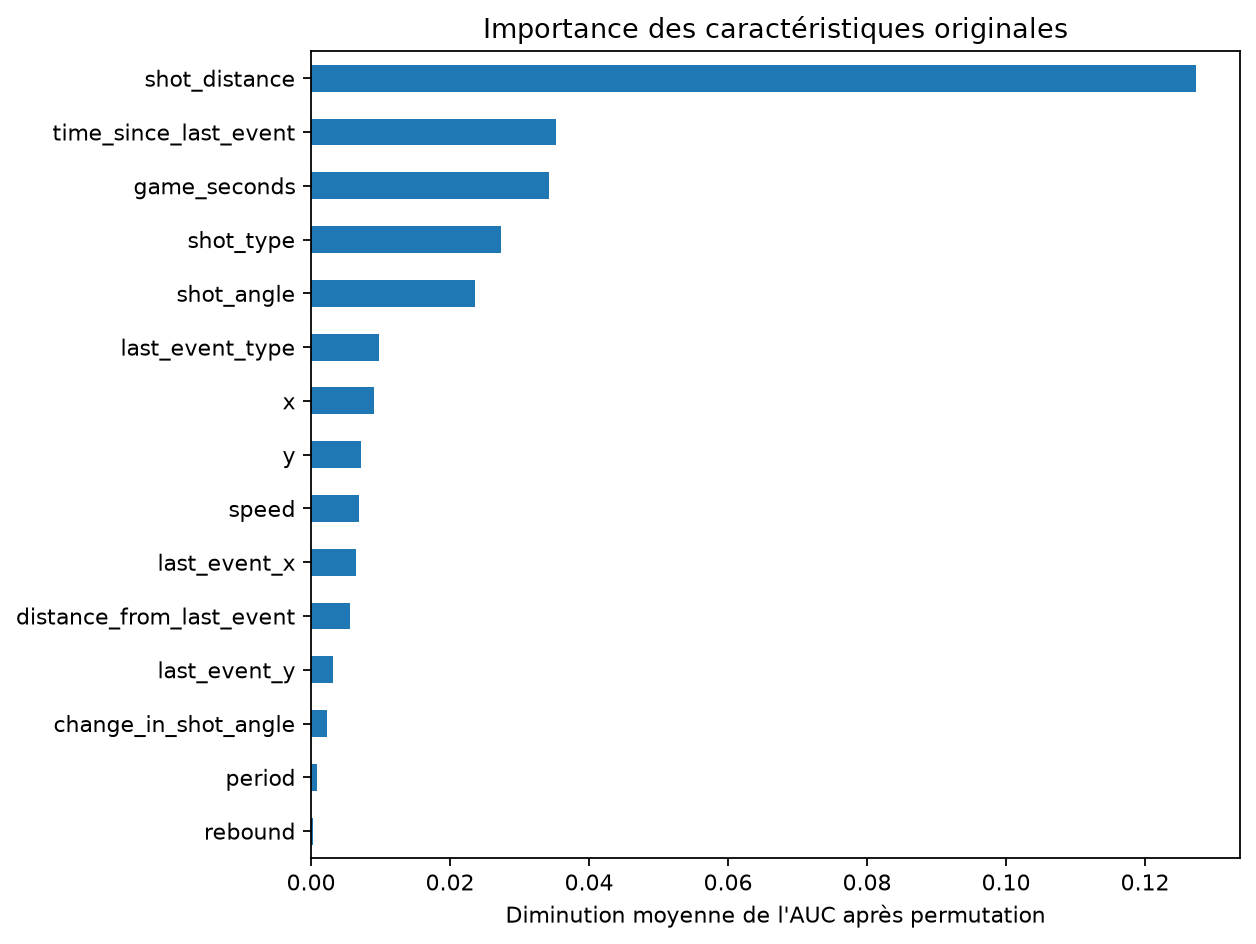 Importance des caractéristiques originales
shot_distance
time_since_last_event
game_seconds
shot_type
shot_angle
last_event_type
x
y
speed
last_event_x
distance_from_last_event
last_event_y
change_in_shot_angle
period
rebound
0.00 0.02 0.04 0.06 0.08 0.10 0.12
Diminution moyenne de l'AUC après permutation